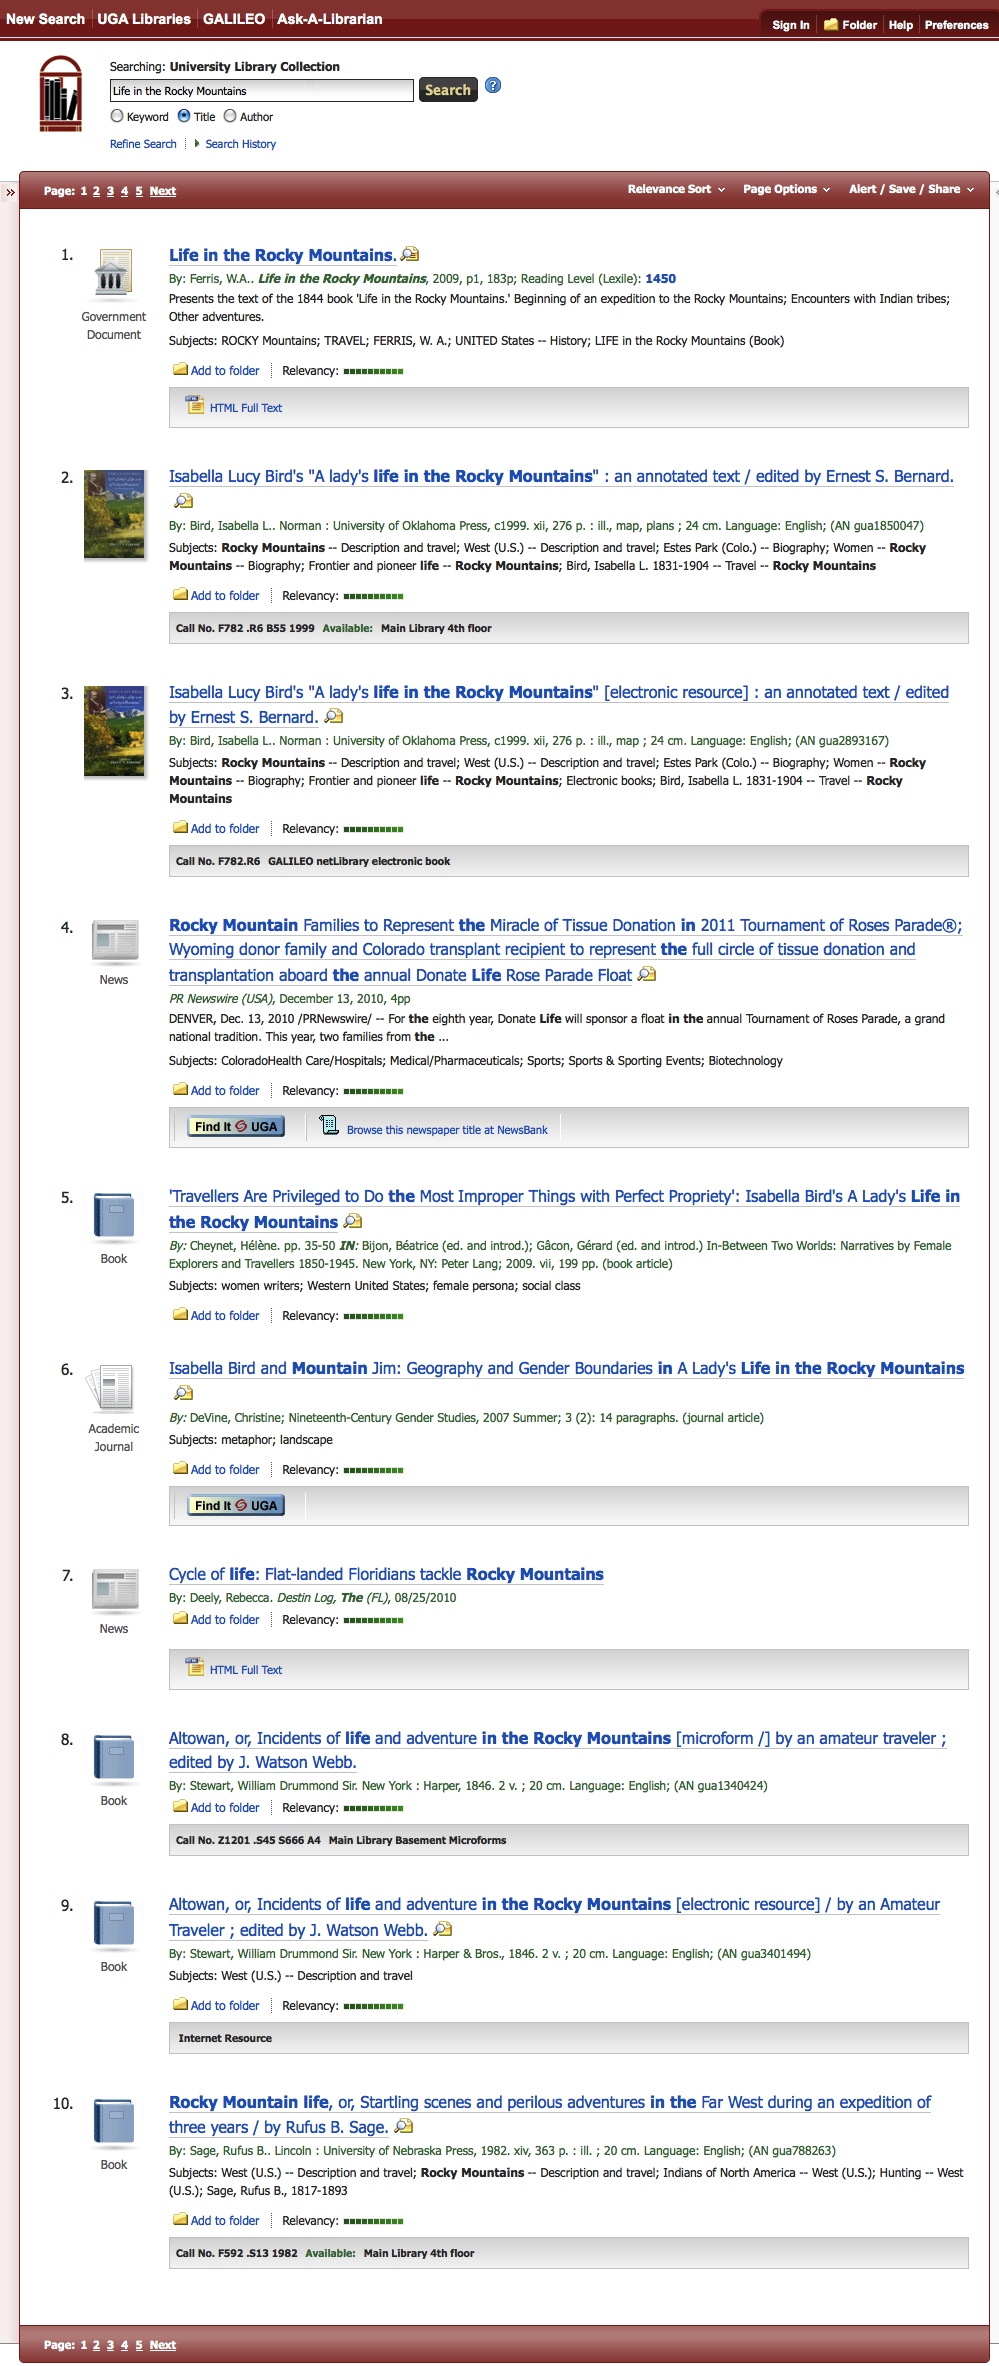 New Search UGA Libraries GALILEO Ask-A-Librarian
Sign In Folder Help Preferences
Searching: University Library Collection
Life in the Rocky Mountains Search ?
Keyword Title Author
Refine Search Search History
Page: 1 2 3 4 5 Next Relevance Sort Page Options Alert / Save / Share
1. Life in the Rocky Mountains.
By: Ferris, W.A.. Life in the Rocky Mountains, 2009, p1, 183p; Reading Level (Lexile): 1450
Presents the text of the 1844 book 'Life in the Rocky Mountains.' Beginning of an expedition to the Rocky Mountains; Encounters with Indian tribes;
Other adventures.
Government
Document
Subjects: ROCKY Mountains; TRAVEL; FERRIS, W. A.; UNITED States -- History; LIFE in the Rocky Mountains (Book)
Add to folder Relevancy:
HTML Full Text
2. Isabella Lucy Bird's "A lady's life in the Rocky Mountains" : an annotated text / edited by Ernest S. Bernard.
By: Bird, Isabella L.. Norman : University of Oklahoma Press, c1999. xii, 276 p. : ill., map, plans ; 24 cm. Language: English; (AN gua1850047)
Subjects: Rocky Mountains -- Description and travel; West (U.S.) -- Description and travel; Estes Park (Colo.) -- Biography; Women -- Rocky
Mountains -- Biography; Frontier and pioneer life -- Rocky Mountains; Bird, Isabella L. 1831-1904 -- Travel -- Rocky Mountains
Add to folder Relevancy:
Call No. F782 .R6 B55 1999 Available: Main Library 4th floor
3. Isabella Lucy Bird's "A lady's life in the Rocky Mountains" [electronic resource] : an annotated text / edited
by Ernest S. Bernard.
By: Bird, Isabella L.. Norman : University of Oklahoma Press, c1999. xii, 276 p. : ill., map ; 24 cm. Language: English; (AN gua2893167)
Subjects: Rocky Mountains -- Description and travel; West (U.S.) -- Description and travel; Estes Park (Colo.) -- Biography; Women -- Rocky
Mountains -- Biography; Frontier and pioneer life -- Rocky Mountains; Electronic books; Bird, Isabella L. 1831-1904 -- Travel -- Rocky
Mountains
Add to folder Relevancy:
Call No. F782.R6 GALILEO netLibrary electronic book
4. Rocky Mountain Families to Represent the Miracle of Tissue Donation in 2011 Tournament of Roses Parade®;
Wyoming donor family and Colorado transplant recipient to represent the full circle of tissue donation and
transplantation aboard the annual Donate Life Rose Parade Float
News
PR Newswire (USA), December 13, 2010, 4pp
DENVER, Dec. 13, 2010 /PRNewswire/ -- For the eighth year, Donate Life will sponsor a float in the annual Tournament of Roses Parade, a grand
national tradition. This year, two families from the ...
Subjects: ColoradoHealth Care/Hospitals; Medical/Pharmaceuticals; Sports; Sports & Sporting Events; Biotechnology
Add to folder Relevancy:
Find It UGA Browse this newspaper title at NewsBank
5. 'Travellers Are Privileged to Do the Most Improper Things with Perfect Propriety': Isabella Bird's A Lady's Life in
the Rocky Mountains
Book
By: Cheynet, Hélène. pp. 35-50 IN: Bijon, Béatrice (ed. and introd.); Gâcon, Gérard (ed. and introd.) In-Between Two Worlds: Narratives by Female
Explorers and Travellers 1850-1945. New York, NY: Peter Lang; 2009. vii, 199 pp. (book article)
Subjects: women writers; Western United States; female persona; social class
Add to folder Relevancy:
6. Isabella Bird and Mountain Jim: Geography and Gender Boundaries in A Lady's Life in the Rocky Mountains
By: DeVine, Christine; Nineteenth-Century Gender Studies, 2007 Summer; 3 (2): 14 paragraphs. (journal article)
Academic
Journal
Subjects: metaphor; landscape
Add to folder Relevancy:
Find It UGA
7. Cycle of life: Flat-landed Floridians tackle Rocky Mountains
By: Deely, Rebecca. Destin Log, The (FL), 08/25/2010
Add to folder Relevancy:
News
HTML Full Text
8. Altowan, or, Incidents of life and adventure in the Rocky Mountains [microform /] by an amateur traveler ;
edited by J. Watson Webb.
By: Stewart, William Drummond Sir. New York : Harper, 1846. 2 v. ; 20 cm. Language: English; (AN gua1340424)
Book
Add to folder Relevancy:
Call No. Z1201 .S45 S666 A4 Main Library Basement Microforms
9. Altowan, or, Incidents of life and adventure in the Rocky Mountains [electronic resource] / by an Amateur
Traveler ; edited by J. Watson Webb.
By: Stewart, William Drummond Sir. New York : Harper & Bros., 1846. 2 v. ; 20 cm. Language: English; (AN gua3401494)
Book
Subjects: West (U.S.) -- Description and travel
Add to folder Relevancy:
Internet Resource
10. Rocky Mountain life, or, Startling scenes and perilous adventures in the Far West during an expedition of
three years / by Rufus B. Sage.
By: Sage, Rufus B.. Lincoln : University of Nebraska Press, 1982. xiv, 363 p. : ill. ; 20 cm. Language: English; (AN gua788263)
Book
Subjects: West (U.S.) -- Description and travel; Rocky Mountains -- Description and travel; Indians of North America -- West (U.S.); Hunting -- West
(U.S.); Sage, Rufus B., 1817-1893
Add to folder Relevancy:
Call No. F592 .S13 1982 Available: Main Library 4th floor
Page: 1 2 3 4 5 Next